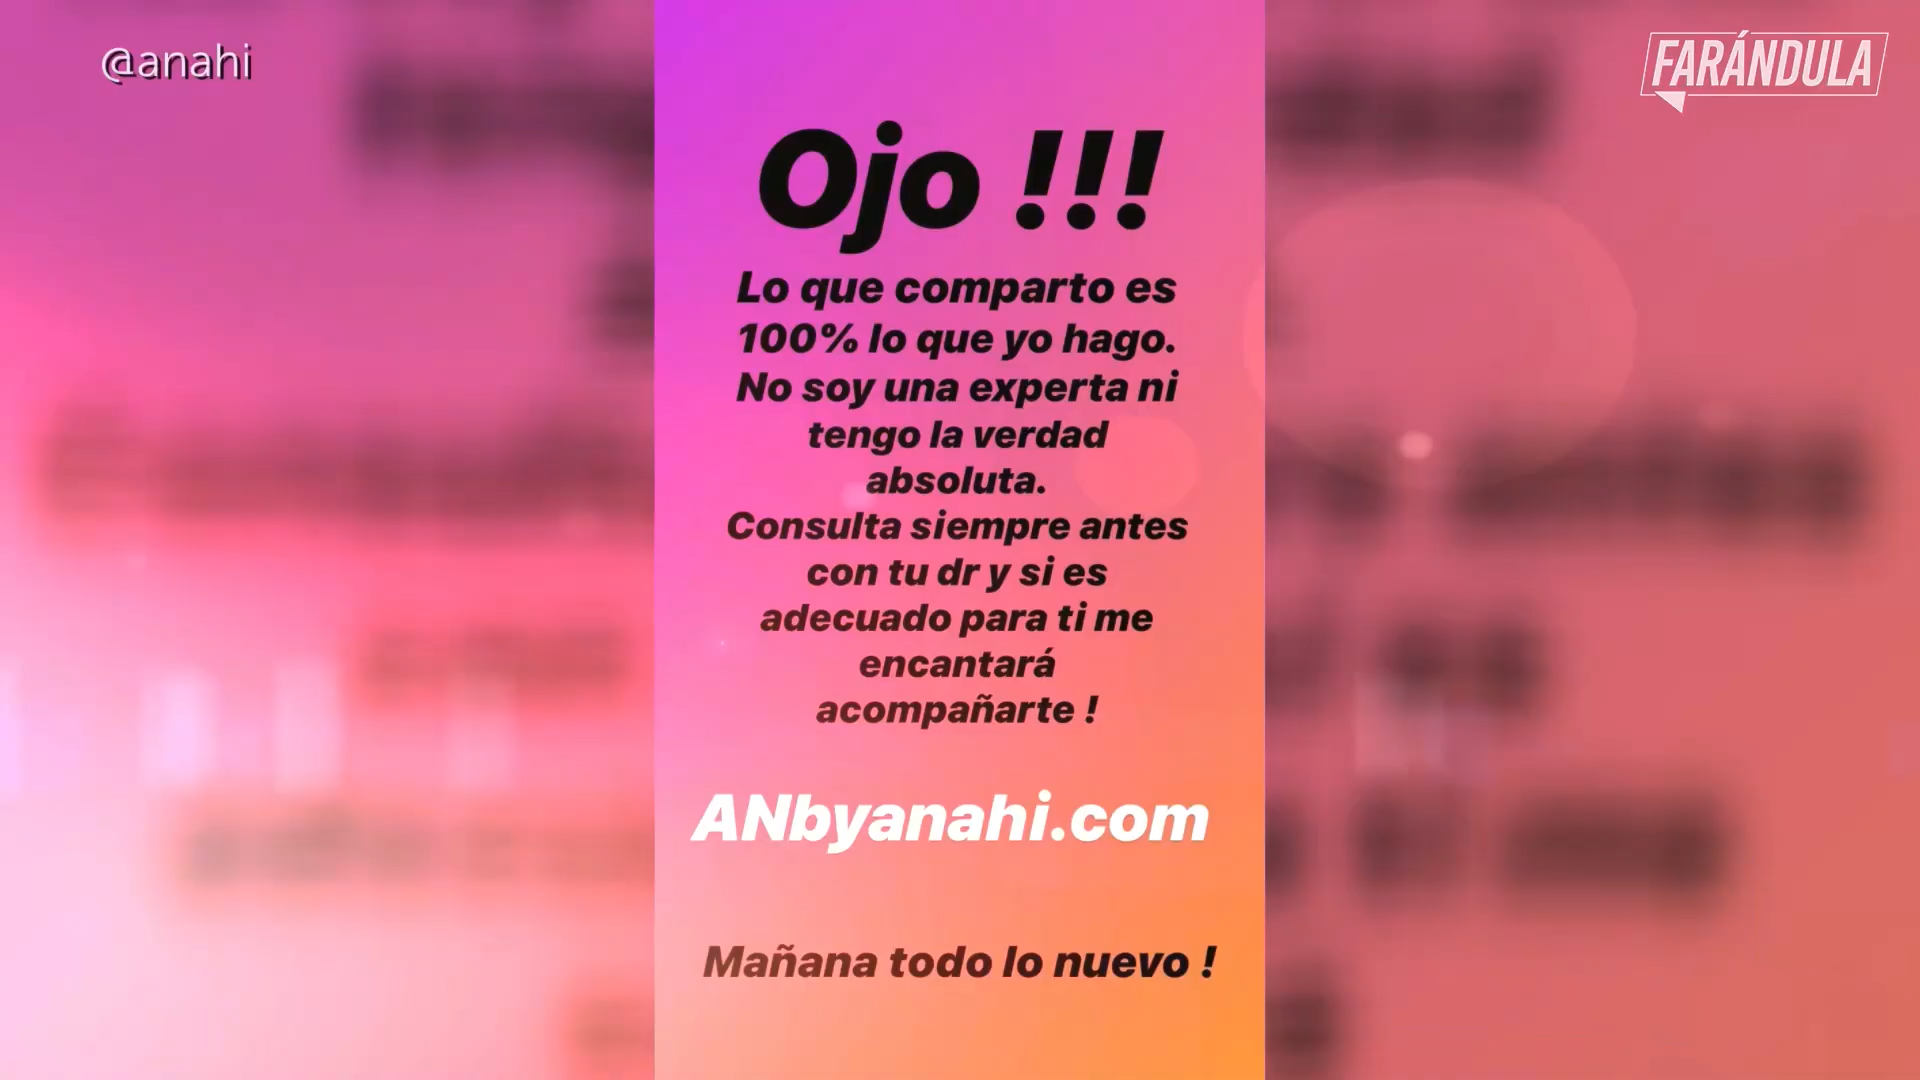 @anahi
FARÁNDULA
Ojo !!!
Lo que comparto es
100% lo que yo hago.
No soy una experta ni
tengo la verdad
absoluta.
Consulta siempre antes
con tu dr y si es
adecuado para ti me
encantará
acompañarte !
ANbyanahi.com
Mañana todo lo nuevo !